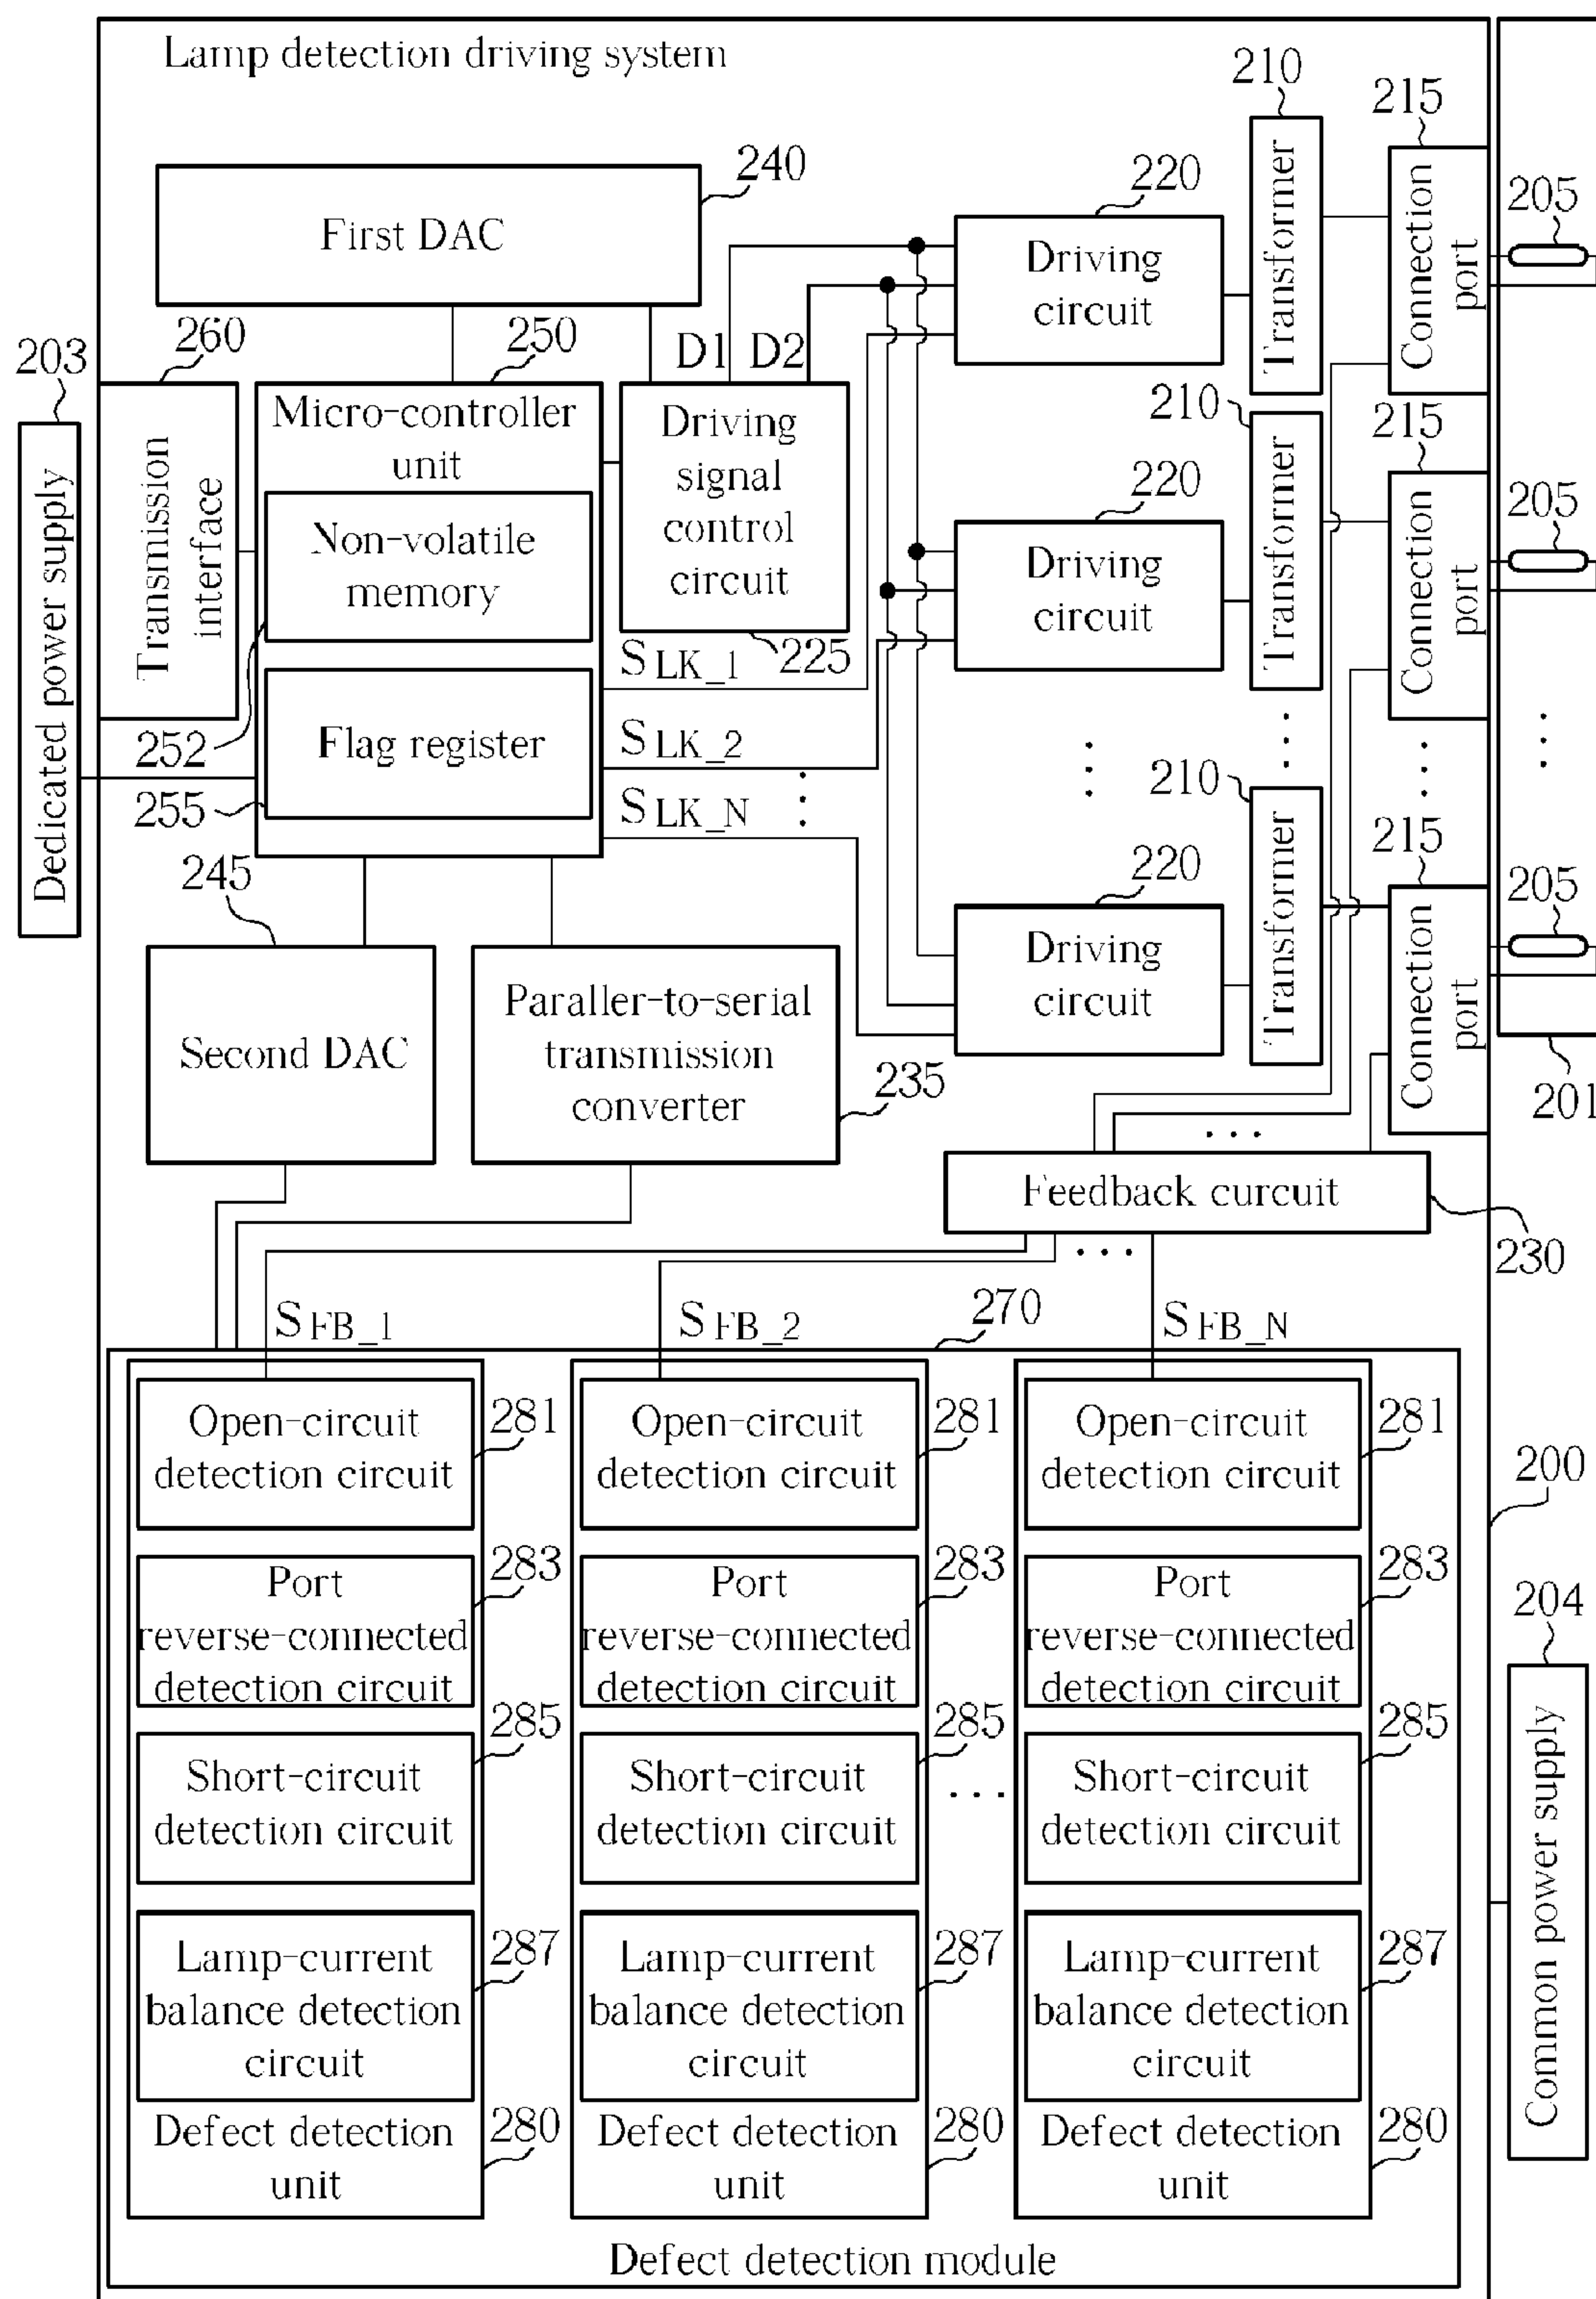 Lamp detection driving system
210
215
240
220
205
First DAC
Transformer
Connection
port
Driving
circuit
203
260
250
D1 D2
Dedicated power supply
Transmission
interface
Micro-controller
unit
Non-volatile
memory
Flag register
252
255
Driving
signal
control
circuit
225
210
215
220
205
Driving
circuit
Transformer
Connection
port
S LK_1
S LK_2
S LK_N
210
215
220
205
Driving
circuit
Transformer
Connection
port
201
245
Second DAC
Paraller-to-serial
transmission
converter
235
Feedback curcuit
230
S FB_1
S FB_2
S FB_N
270
Open-circuit
detection circuit
281
Port
reverse-connected
detection circuit
283
Short-circuit
detection circuit
285
Lamp-current
balance detection
circuit
287
Defect detection
unit
280
Open-circuit
detection circuit
281
Port
reverse-connected
detection circuit
283
Short-circuit
detection circuit
285
Lamp-current
balance detection
circuit
287
Defect detection
unit
280
Open-circuit
detection circuit
281
Port
reverse-connected
detection circuit
283
Short-circuit
detection circuit
285
Lamp-current
balance detection
circuit
287
Defect detection
unit
280
Defect detection module
200
204
Common power supply